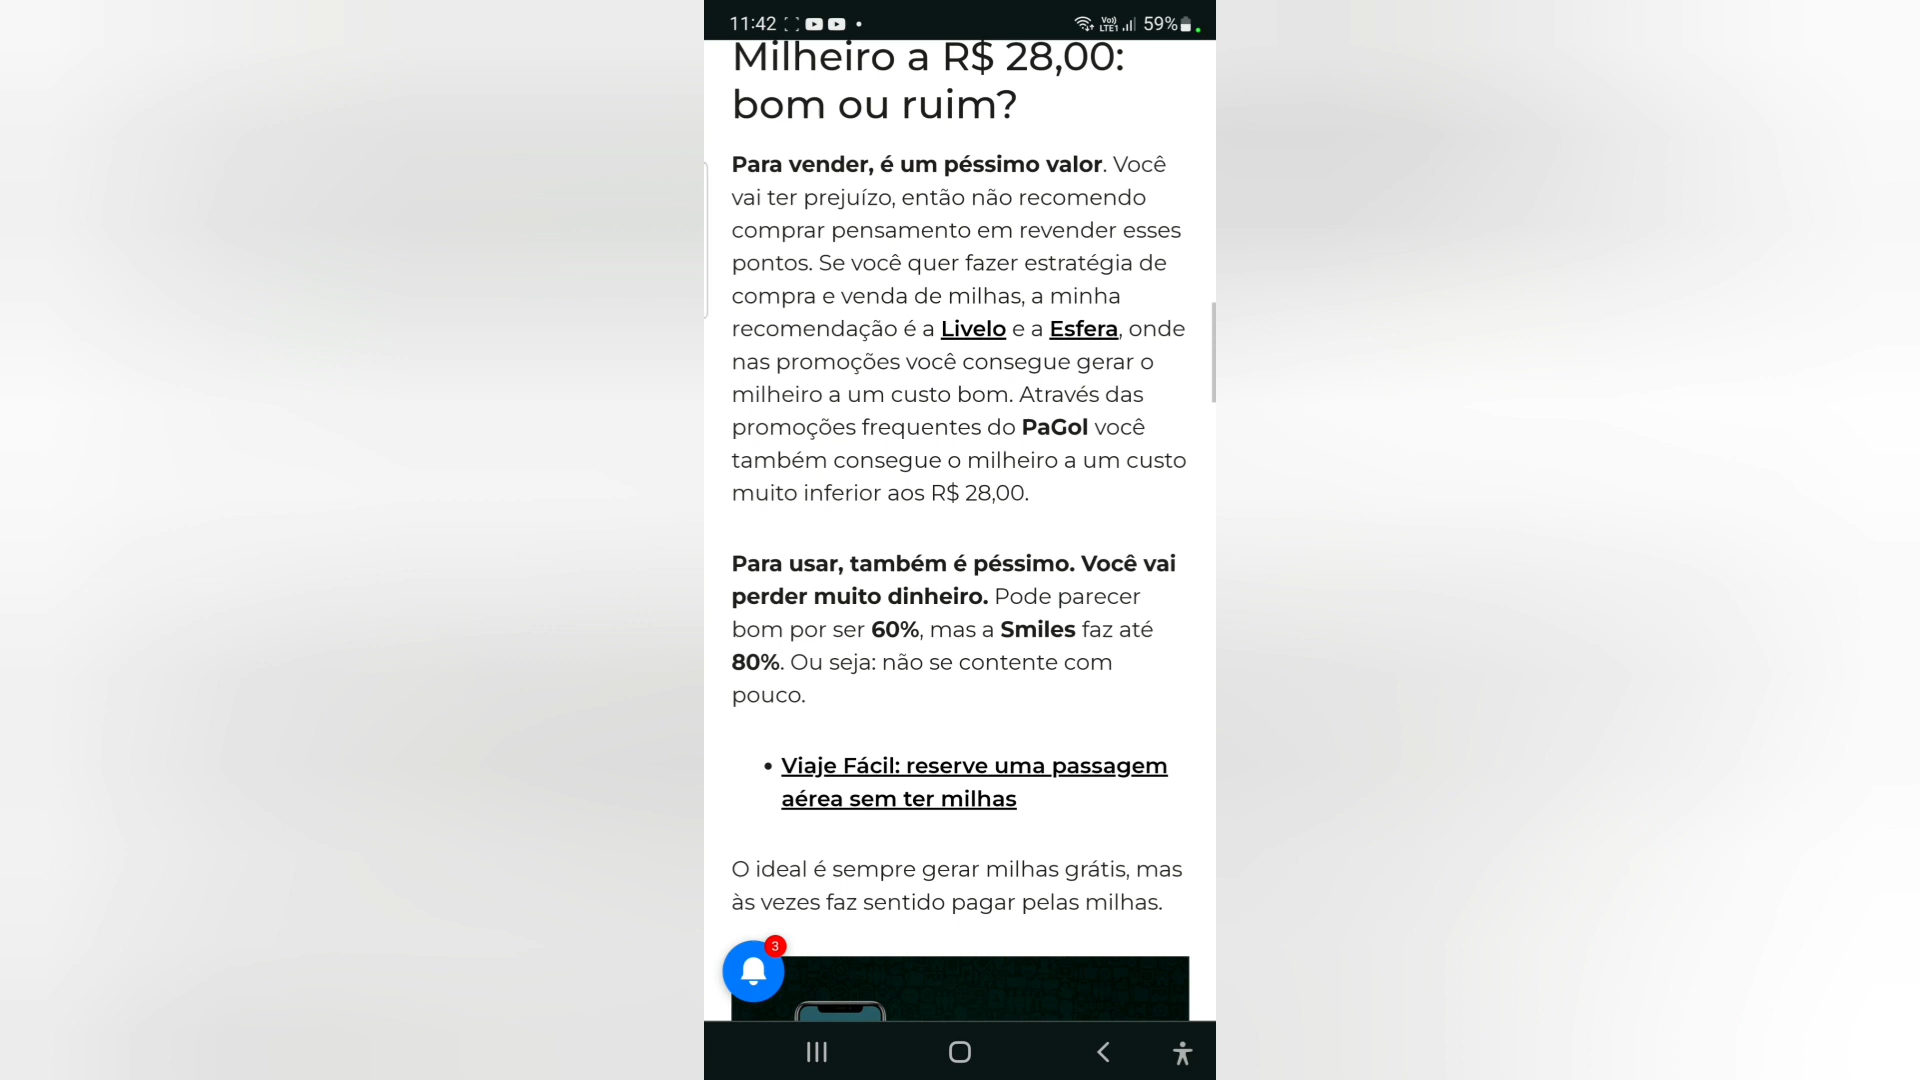 11:42
Vo)) LTE1 59%
Milheiro a R$ 28,00:
bom ou ruim?
Para vender, é um péssimo valor. Você
vai ter prejuízo, então não recomendo
comprar pensamento em revender esses
pontos. Se você quer fazer estratégia de
compra e venda de milhas, a minha
recomendação é a Livelo e a Esfera, onde
nas promoções você consegue gerar o
milheiro a um custo bom. Através das
promoções frequentes do PaGol você
também consegue o milheiro a um custo
muito inferior aos R$ 28,00.
Para usar, também é péssimo. Você vai
perder muito dinheiro. Pode parecer
bom por ser 60%, mas a Smiles faz até
80%. Ou seja: não se contente com
pouco.
• Viaje Fácil: reserve uma passagem
aérea sem ter milhas
O ideal é sempre gerar milhas grátis, mas
às vezes faz sentido pagar pelas milhas.
3